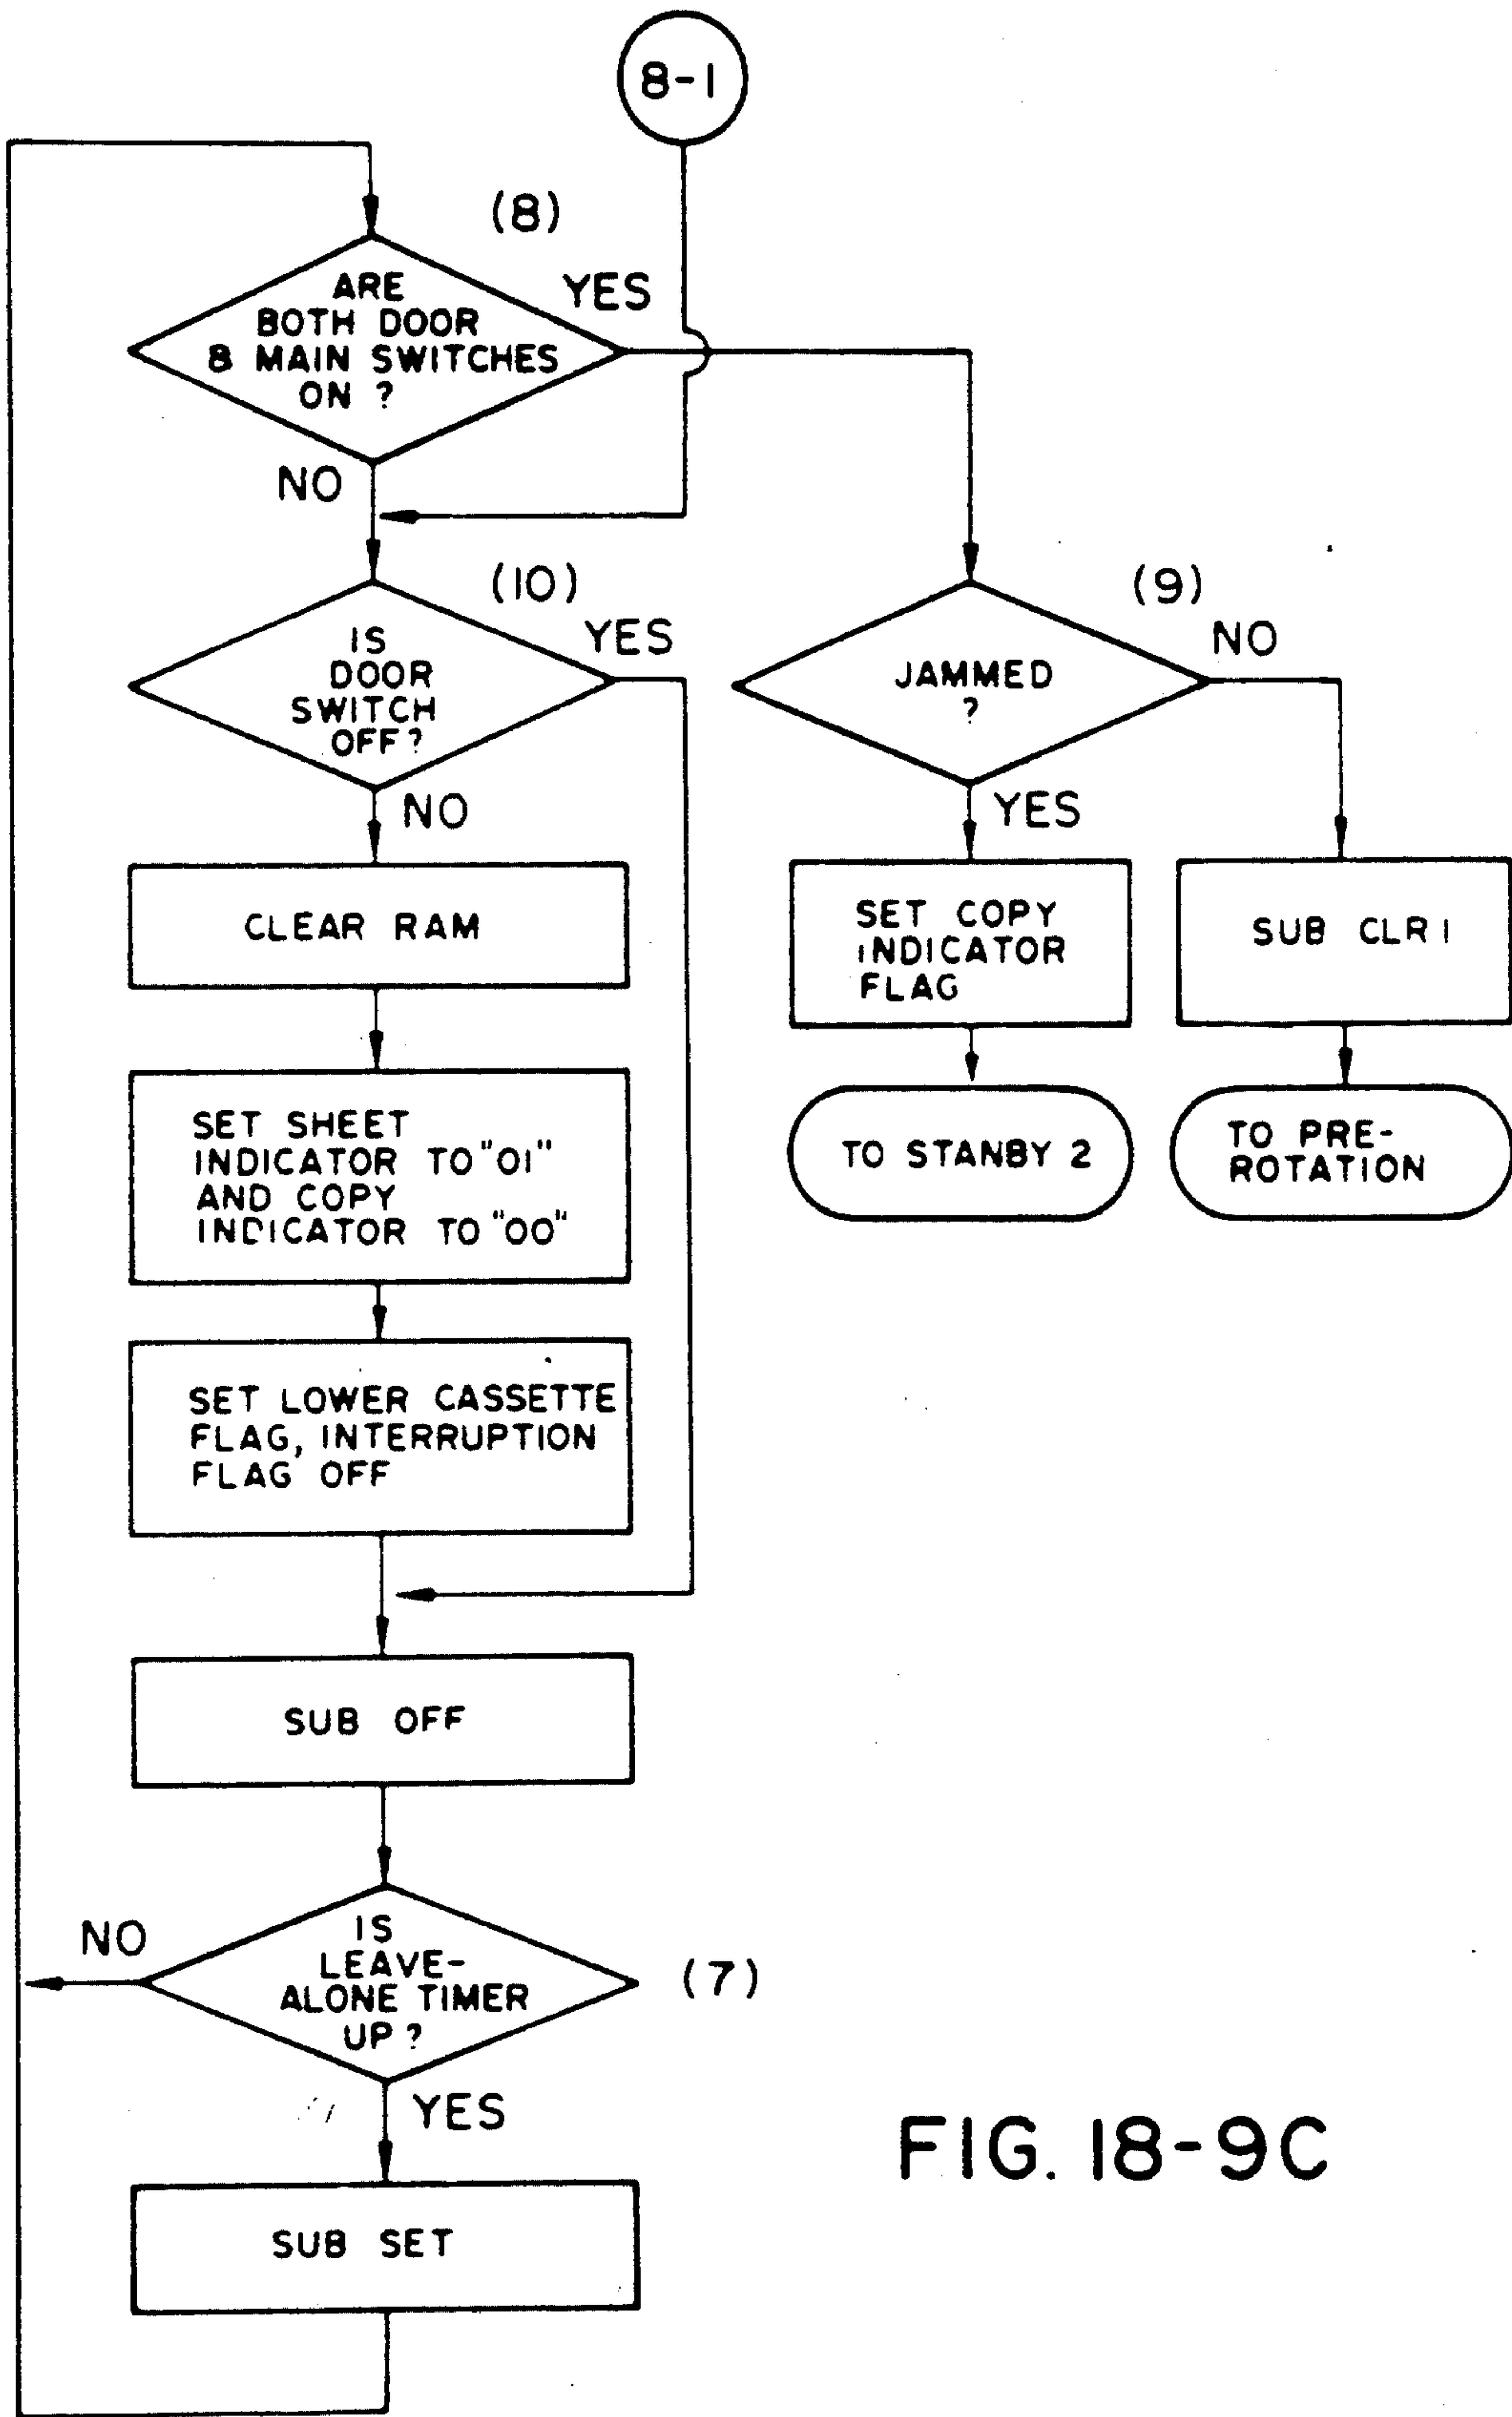 8-1
(8)
ARE
BOTH DOOR
8 MAIN SWITCHES
ON ?
YES
NO
(10)
IS
DOOR
SWITCH
OFF?
YES
NO
(9)
JAMMED
?
NO
YES
CLEAR RAM
SET COPY
INDICATOR
FLAG
SUB CLR 1
SET SHEET
INDICATOR TO "01"
AND COPY
INDICATOR TO "00"
TO STANBY 2
TO PRE-
ROTATION
SET LOWER CASSETTE
FLAG, INTERRUPTION
FLAG OFF
SUB OFF
NO
IS
LEAVE-
ALONE TIMER
UP ?
(7)
YES
SUB SET
FIG. 18-9C